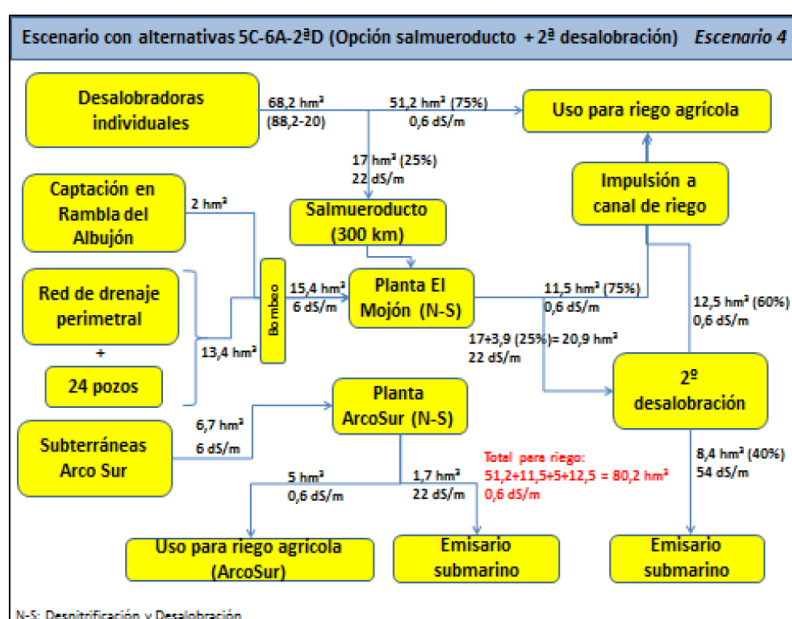 Escenario con alternativas 5C-6A-2ªD (Opción salmueroducto + 2ª desalobración) Escenario 4
Desalobradoras
individuales
68,2 hm³
(88,2-20)
51,2 hm³ (75%)
0,6 dS/m
Uso para riego agrícola
17 hm³ (25%)
22 dS/m
Captación en
Rambla del
Albujón
2 hm³
Salmueroducto
(300 km)
Impulsión a
canal de riego
Red de drenaje
perimetral
+
24 pozos
13,4 hm³
Bombeo
15,4 hm³
6 dS/m
Planta El
Mojón (N-S)
11,5 hm³ (75%)
0,6 dS/m
12,5 hm³ (60%)
0,6 dS/m
17+3,9 (25%)= 20,9 hm³
22 dS/m
2º
desalobración
Subterráneas
Arco Sur
6,7 hm³
6 dS/m
Planta
ArcoSur (N-S)
Total para riego:
51,2+11,5+5+12,5 = 80,2 hm³
0,6 dS/m
8,4 hm³ (40%)
54 dS/m
5 hm³
0,6 dS/m
1,7 hm³
22 dS/m
Uso para riego agrícola
(ArcoSur)
Emisario
submarino
Emisario
submarino
N-S: Desnitrificación y Desalobración